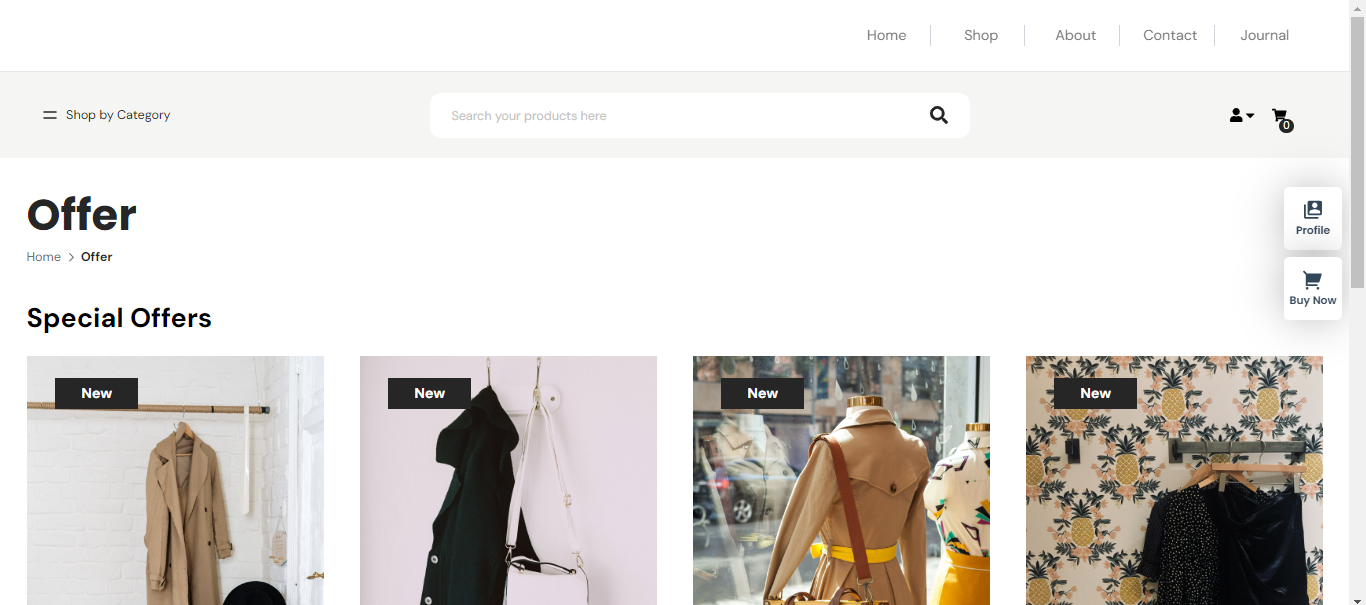 Home Shop About Contact Journal
Shop by Category
Search your products here
0
Offer
Home > Offer
Profile
Buy Now
Special Offers
New New New New